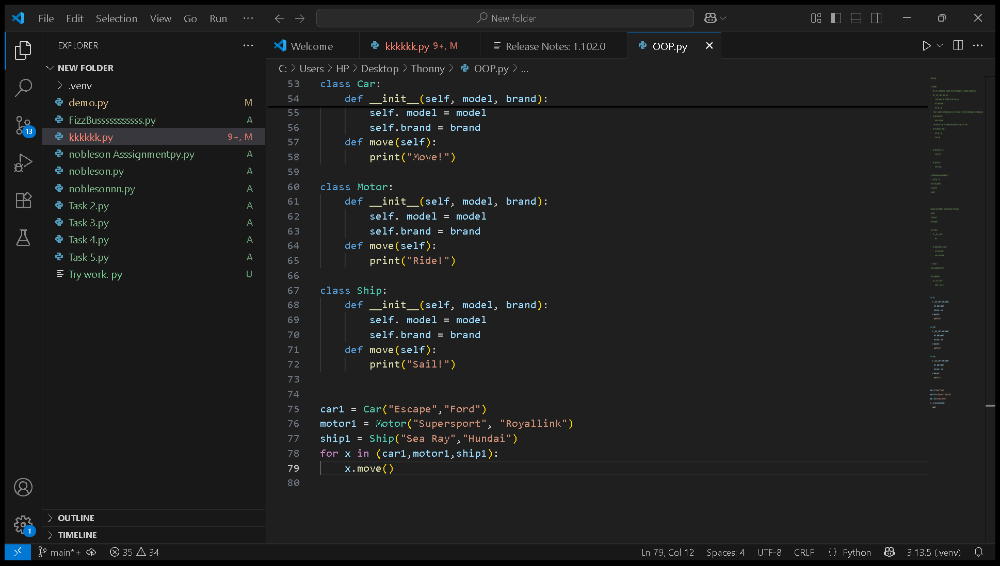 File Edit Selection View Go Run ···
New folder
EXPLORER ···
Welcome kkkkkk.py 9+, M Release Notes: 1.102.0 OOP.py
NEW FOLDER
.venv
demo.py M
FizzBusssssssssss.py A
kkkkkk.py 9+, M
nobleson Asssignmentpy.py A
nobleson.py A
noblesonnn.py A
Task 2.py A
Task 3.py A
Task 4.py A
Task 5.py A
Try work. py U
OUTLINE
TIMELINE
C: > Users > HP > Desktop > Thonny > OOP.py > ...
53 class Car:
54     def __init__(self, model, brand):
55         self. model = model
56         self.brand = brand
57     def move(self):
58         print("Move!")
59
60 class Motor:
61     def __init__(self, model, brand):
62         self. model = model
63         self.brand = brand
64     def move(self):
65         print("Ride!")
66
67 class Ship:
68     def __init__(self, model, brand):
69         self. model = model
70         self.brand = brand
71     def move(self):
72         print("Sail!")
73
74
75 car1 = Car("Escape","Ford")
76 motor1 = Motor("Supersport", "Royallink")
77 ship1 = Ship("Sea Ray","Hundai")
78 for x in (car1,motor1,ship1):
79     x.move()
80
13
1
main*+ 35 34 Ln 79, Col 12 Spaces: 4 UTF-8 CRLF {} Python 3.13.5 (.venv)